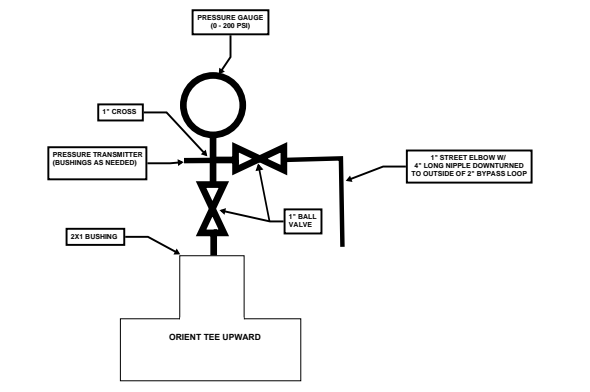 PRESSURE GAUGE
(0 - 200 PSI)
1" CROSS
PRESSURE TRANSMITTER
(BUSHINGS AS NEEDED)
1" STREET ELBOW W/
4" LONG NIPPLE DOWNTURNED
TO OUTSIDE OF 2" BYPASS LOOP
1" BALL
VALVE
2X1 BUSHING
ORIENT TEE UPWARD